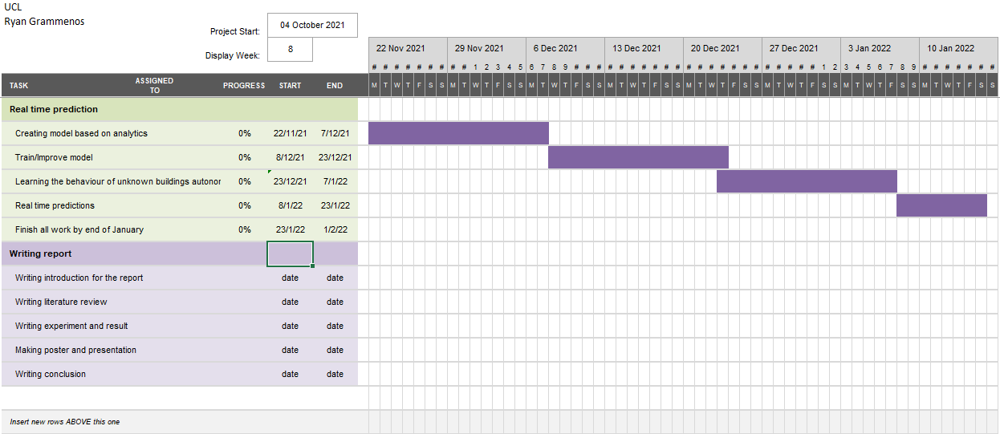 UCL
Ryan Grammenos
Project Start: 04 October 2021
Display Week: 8
22 Nov 2021 29 Nov 2021 6 Dec 2021 13 Dec 2021 20 Dec 2021 27 Dec 2021 3 Jan 2022 10 Jan 2022
# # # # # # # # # 1 2 3 4 5 6 7 8 9 # # # # # # # # # # # # # # # # # # # # # # 1 2 3 4 5 6 7 8 9 # # # # # # #
TASK ASSIGNED TO PROGRESS START END M T W T F S S M T W T F S S M T W T F S S M T W T F S S M T W T F S S M T W T F S S M T W T F S S M T W T F S S
Real time prediction
Creating model based on analytics 0% 22/11/21 7/12/21
Train/Improve model 0% 8/12/21 23/12/21
Learning the behaviour of unknown buildings autonor 0% 23/12/21 7/1/22
Real time predictions 0% 8/1/22 23/1/22
Finish all work by end of January 0% 23/1/22 1/2/22
Writing report
Writing introduction for the report date date
Writing literature review date date
Writing experiment and result date date
Making poster and presentation date date
Writing conclusion date date
Insert new rows ABOVE this one